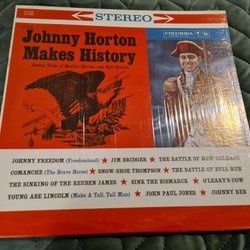 STEREO
Johnny Horton
Makes History
COLUMBIA
JOHNNY FREEDOM (Freedomland) ★ JIM BRIDGER ★ THE BATTLE OF NEW ORLEANS
COMANCHE (The Brave Horse) ★ SNOW-SHOE THOMPSON ★ THE BATTLE OF BULL RUN
THE SINKING OF THE REUBEN JAMES ★ SINK THE BISMARCK ★ O'LEARY'S COW
YOUNG ABE LINCOLN (Make A Tall, Tall Man) ★ JOHN PAUL JONES ★ JOHNNY REB